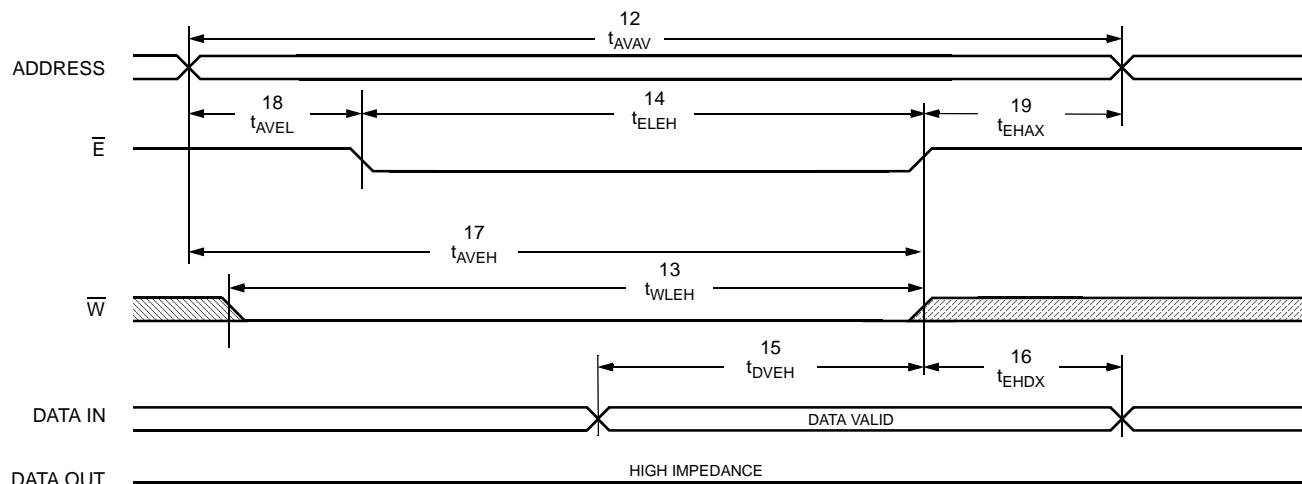 12
tAVAV
ADDRESS
18
tAVEL
14
tELEH
19
tEHAX
E
17
tAVEH
13
tWLEH
W
15
tDVEH
16
tEHDX
DATA IN
DATA VALID
DATA OUT
HIGH IMPEDANCE